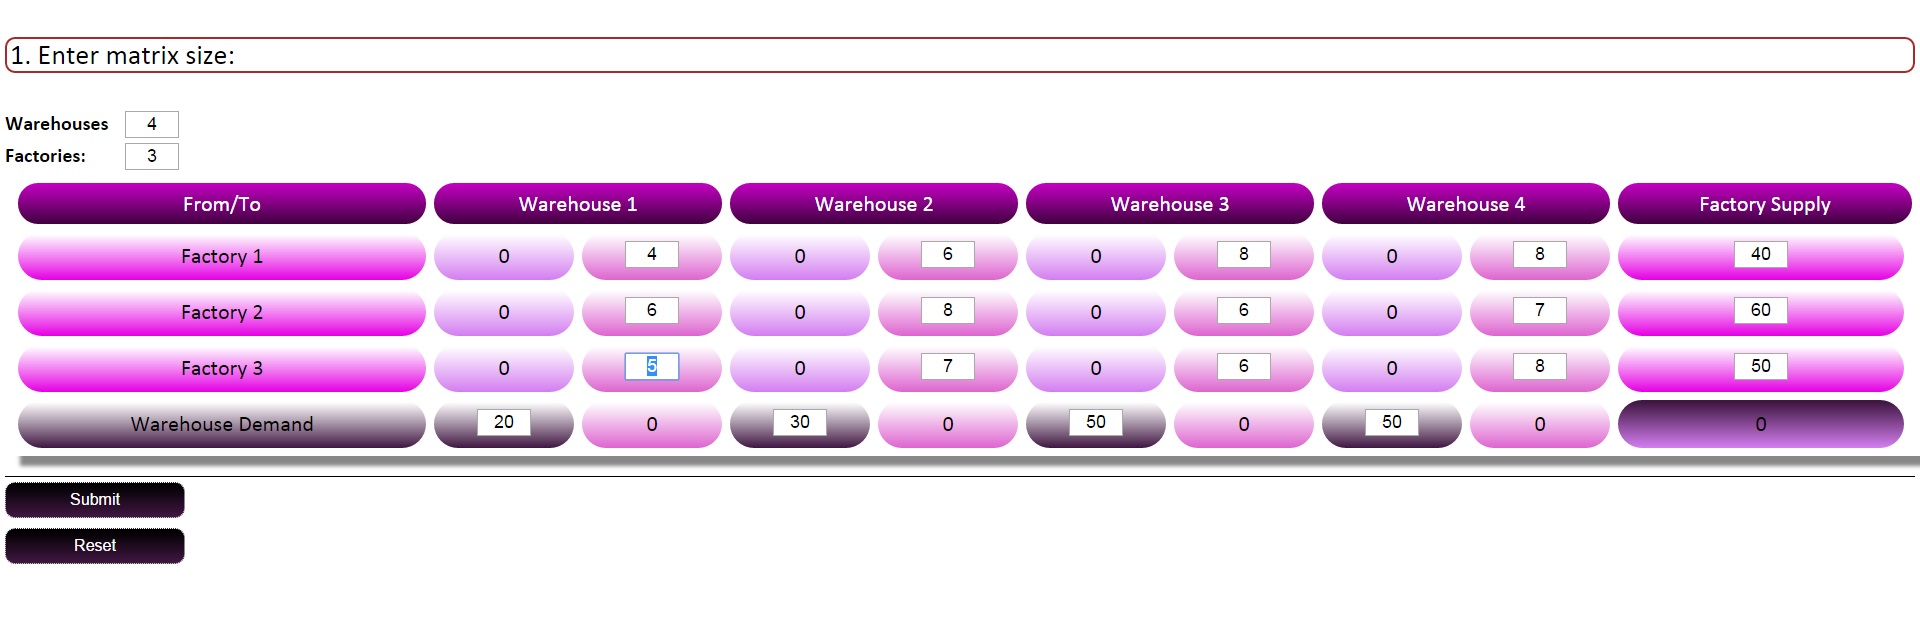 1. Enter matrix size:
Warehouses 4
Factories: 3
From/To Warehouse 1 Warehouse 2 Warehouse 3 Warehouse 4 Factory Supply
Factory 1 0 4 0 6 0 8 0 8 40
Factory 2 0 6 0 8 0 6 0 7 60
Factory 3 0 5 0 7 0 6 0 8 50
Warehouse Demand 20 0 30 0 50 0 50 0 0
Submit
Reset